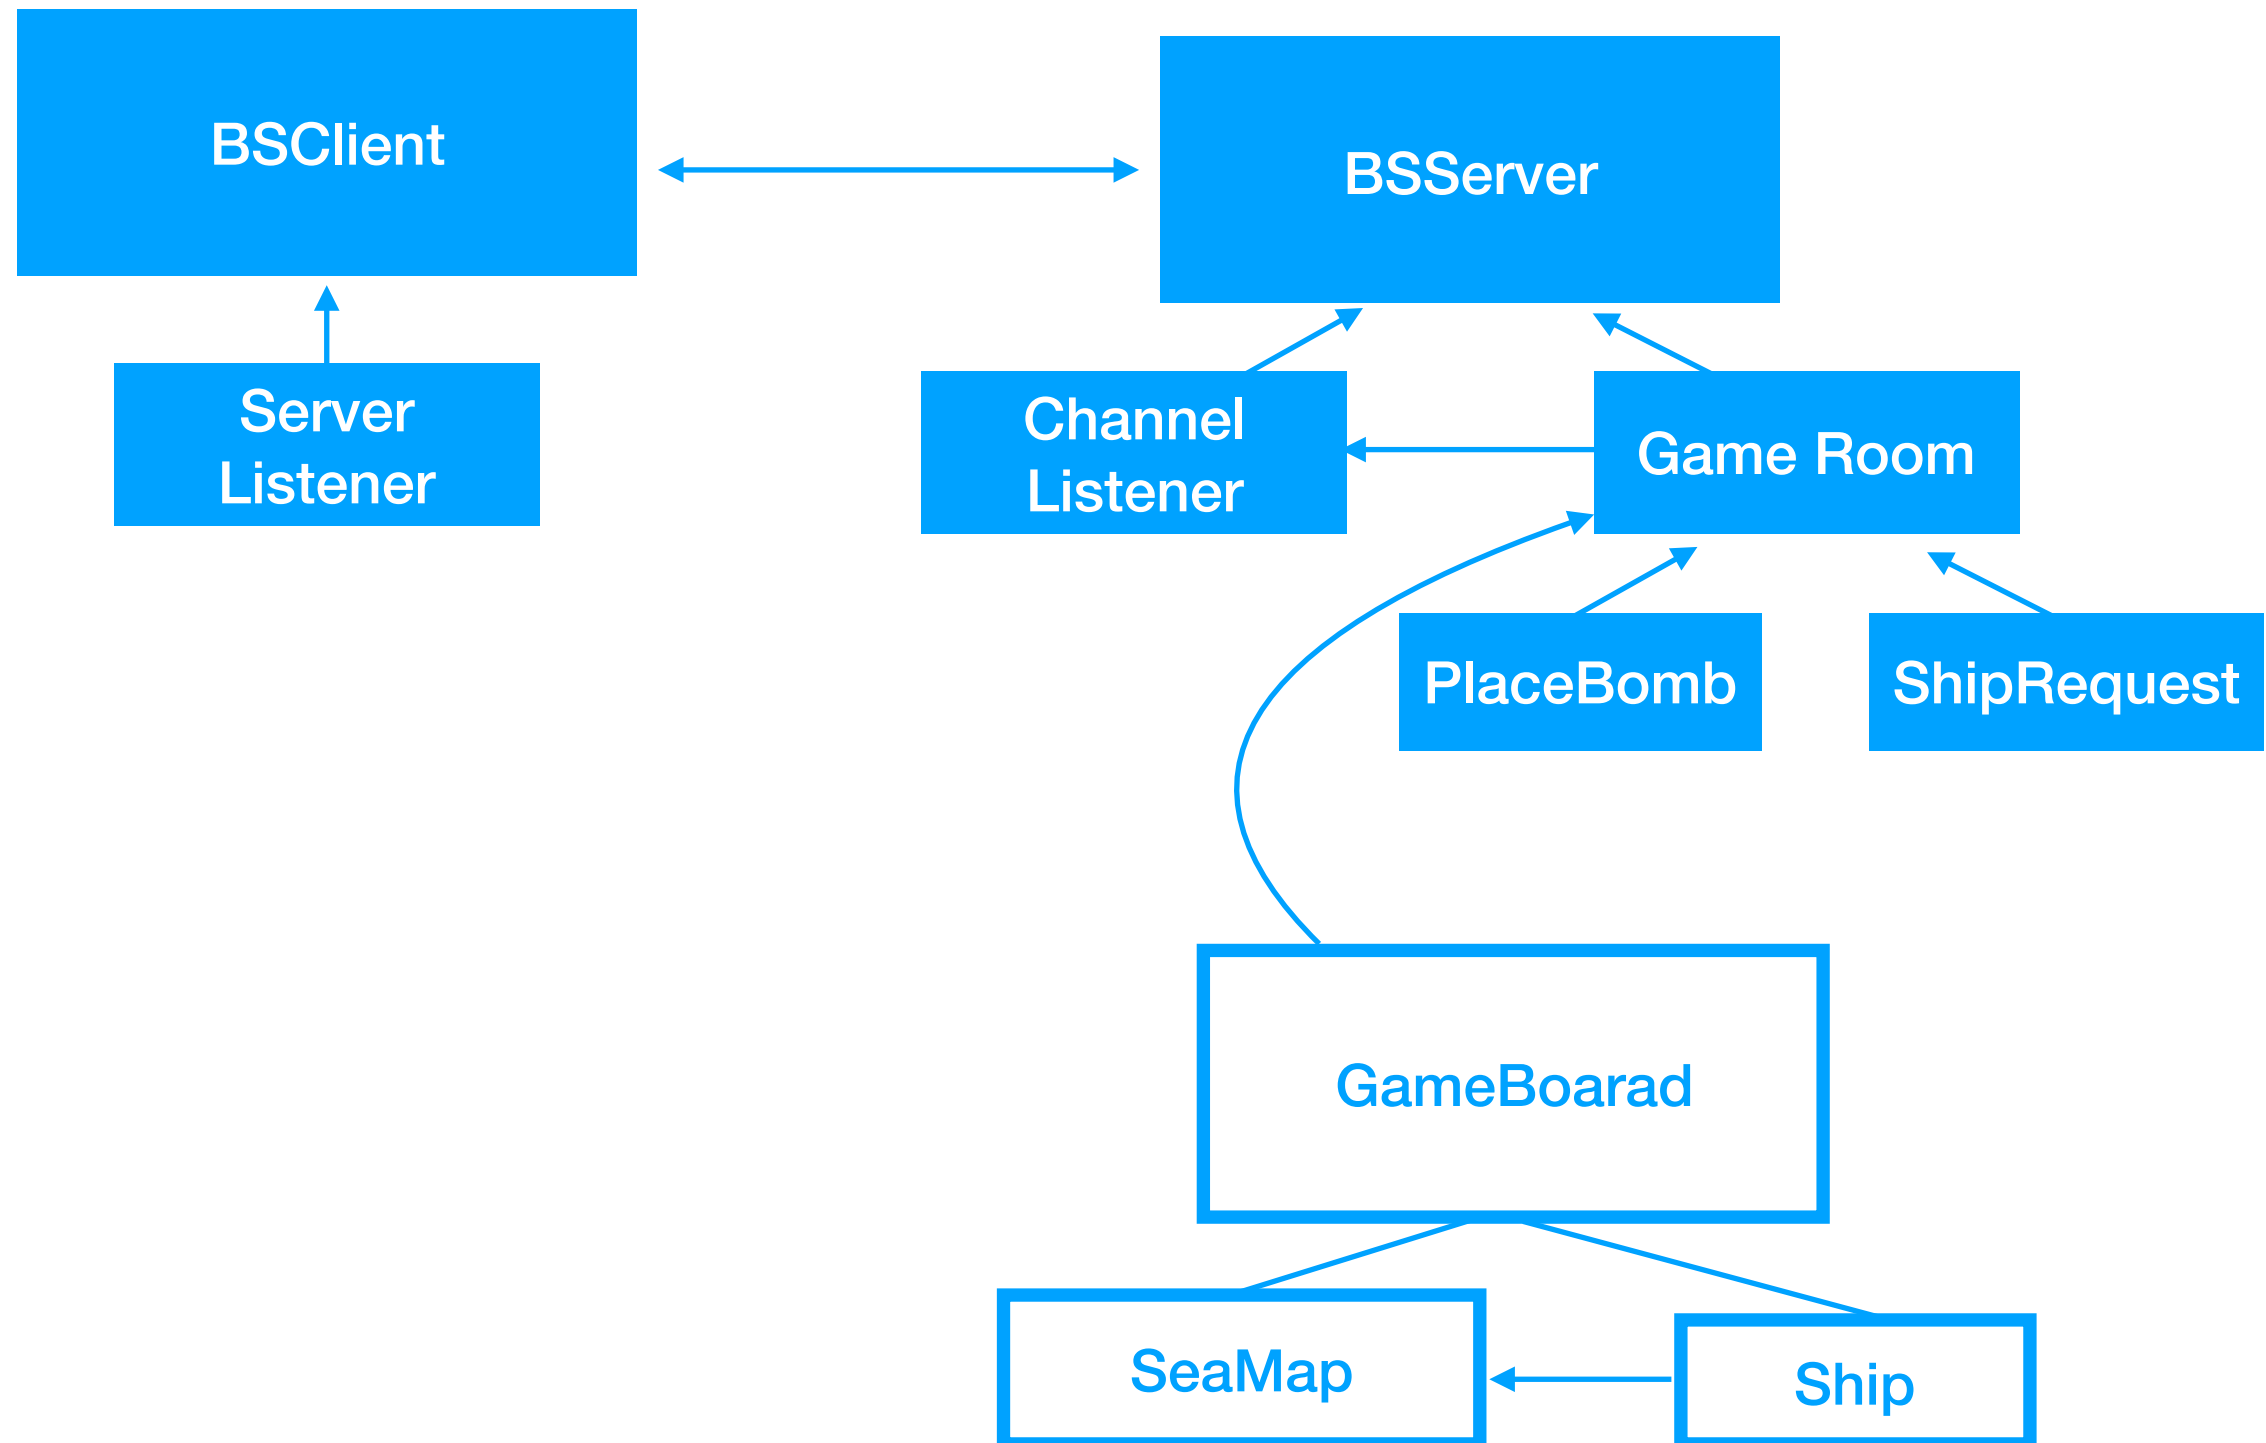 BSClient
BSServer
Server
Listener
Channel
Listener
Game Room
PlaceBomb
ShipRequest
GameBoarad
SeaMap
Ship